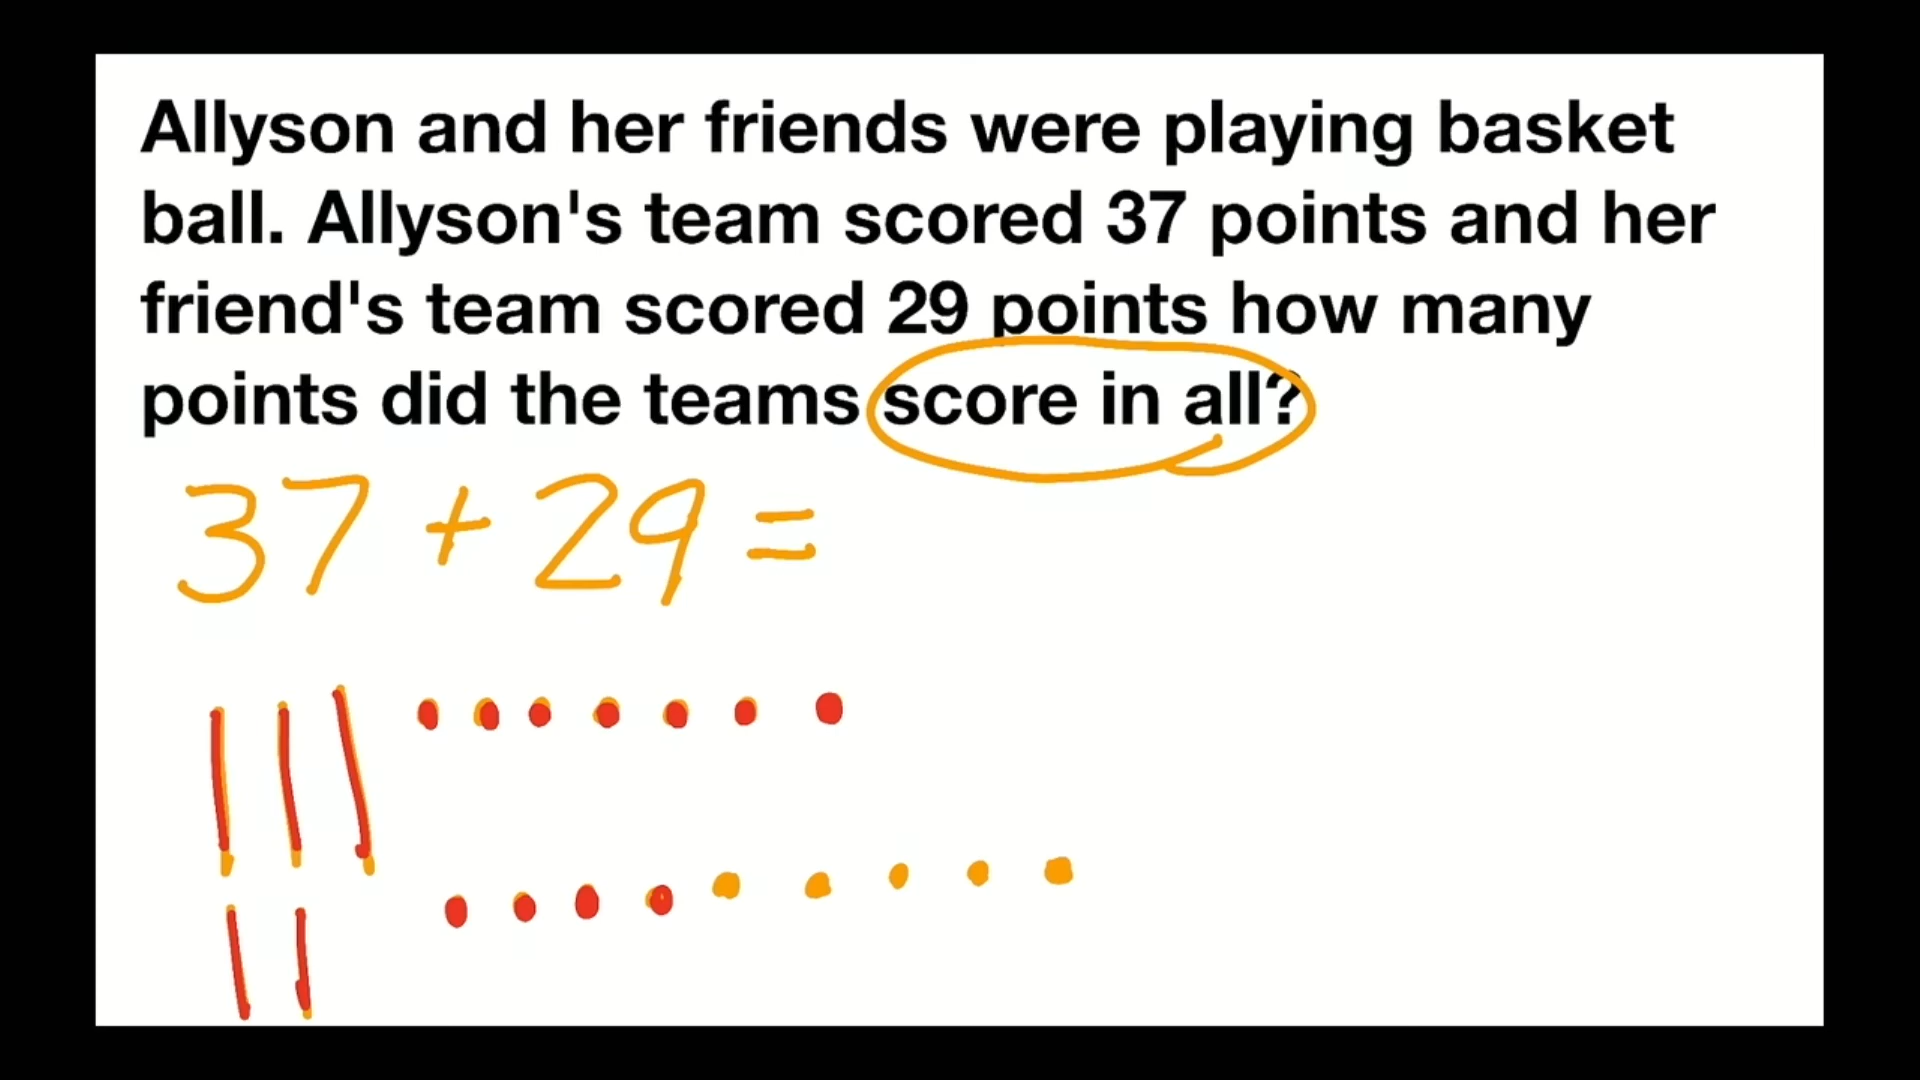 Allyson and her friends were playing basket
ball. Allyson's team scored 37 points and her
friend's team scored 29 points how many
points did the teams score in all?
37 + 29 =